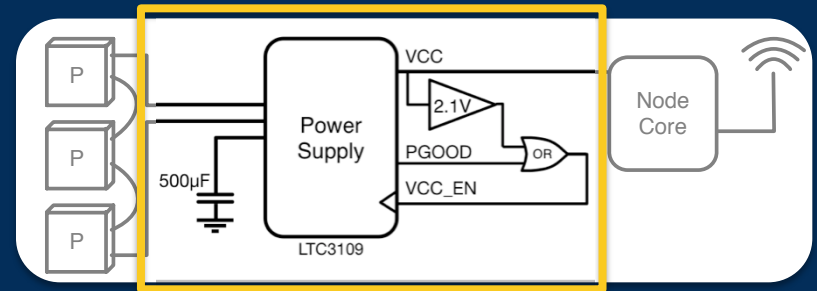 P
P
P
500µF
Power
Supply
LTC3109
VCC
2.1V
PGOOD
OR
VCC_EN
Node
Core